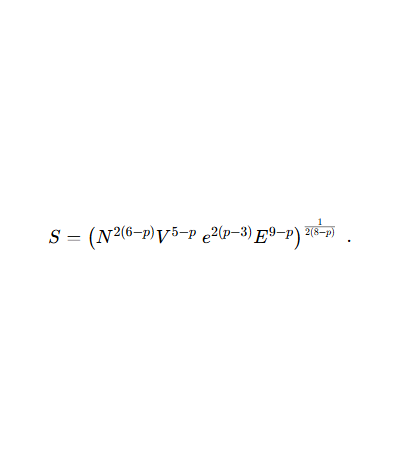 S = (N^{2(6−p)} V^{5−p} e^{2(p−3)} E^{9−p})^{\frac{1}{2(8−p)}} .